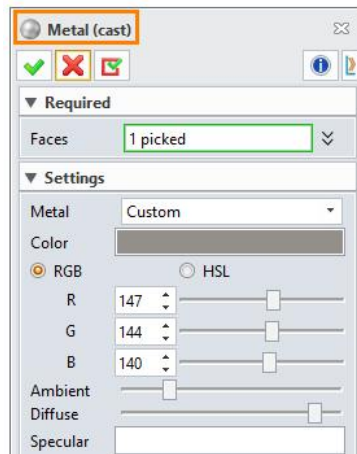 Metal (cast)
Required
Faces 1 picked
Settings
Metal Custom
Color
RGB HSL
R 147
G 144
B 140
Ambient
Diffuse
Specular